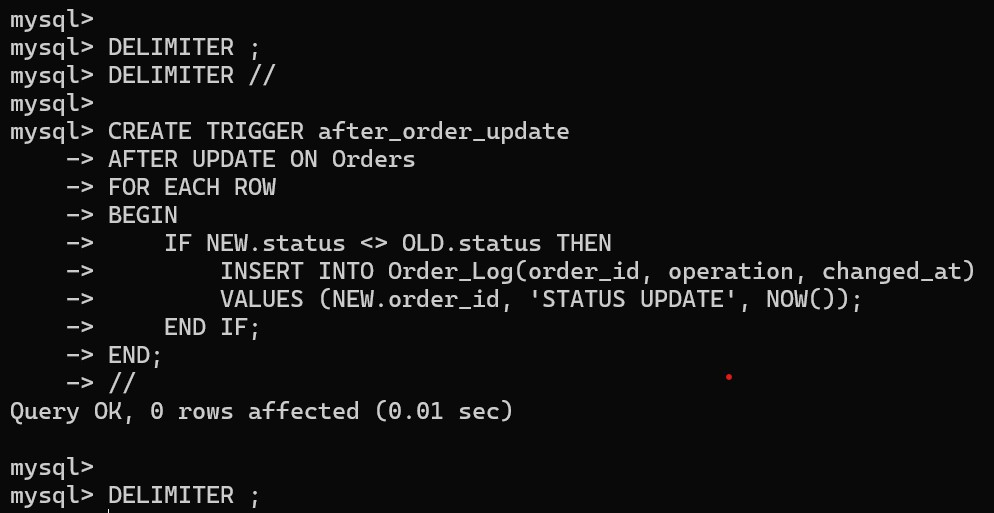 mysql>
mysql> DELIMITER ;
mysql> DELIMITER //
mysql>
mysql> CREATE TRIGGER after_order_update
    -> AFTER UPDATE ON Orders
    -> FOR EACH ROW
    -> BEGIN
    ->     IF NEW.status <> OLD.status THEN
    ->         INSERT INTO Order_Log(order_id, operation, changed_at)
    ->         VALUES (NEW.order_id, 'STATUS UPDATE', NOW());
    ->     END IF;
    -> END;
    -> //
Query OK, 0 rows affected (0.01 sec)

mysql>
mysql> DELIMITER ;